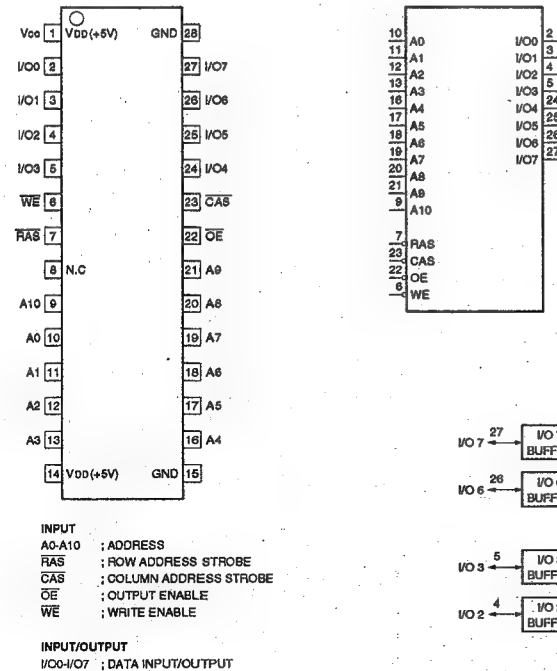 Vcc 1 VDD(+5V) GND 28
I/O0 2 27 I/O7
I/O1 3 26 I/O6
I/O2 4 25 I/O5
I/O3 5 24 I/O4
WE 6 23 CAS
RAS 7 22 OE
8 N.C 21 A9
A10 9 20 A8
A0 10 19 A7
A1 11 18 A6
A2 12 17 A5
A3 13 16 A4
14 VDD(+5V) GND 15
INPUT
A0-A10 ; ADDRESS
RAS ; ROW ADDRESS STROBE
CAS ; COLUMN ADDRESS STROBE
OE ; OUTPUT ENABLE
WE ; WRITE ENABLE
INPUT/OUTPUT
I/O0-I/O7 ; DATA INPUT/OUTPUT
10 A0 I/O0 2
11 A1 I/O1 3
12 A2 I/O2 4
13 A3 I/O3 5
16 A4 I/O4 24
17 A5 I/O5 25
18 A6 I/O6 26
19 A7 I/O7 27
20 A8
21 A9
9 A10
7 RAS
23 CAS
22 OE
6 WE
I/O 7 27 I/O
BUFF
I/O 6 26 I/O
BUFF
I/O 3 5 I/O
BUFF
I/O 2 4 I/O
BUFF